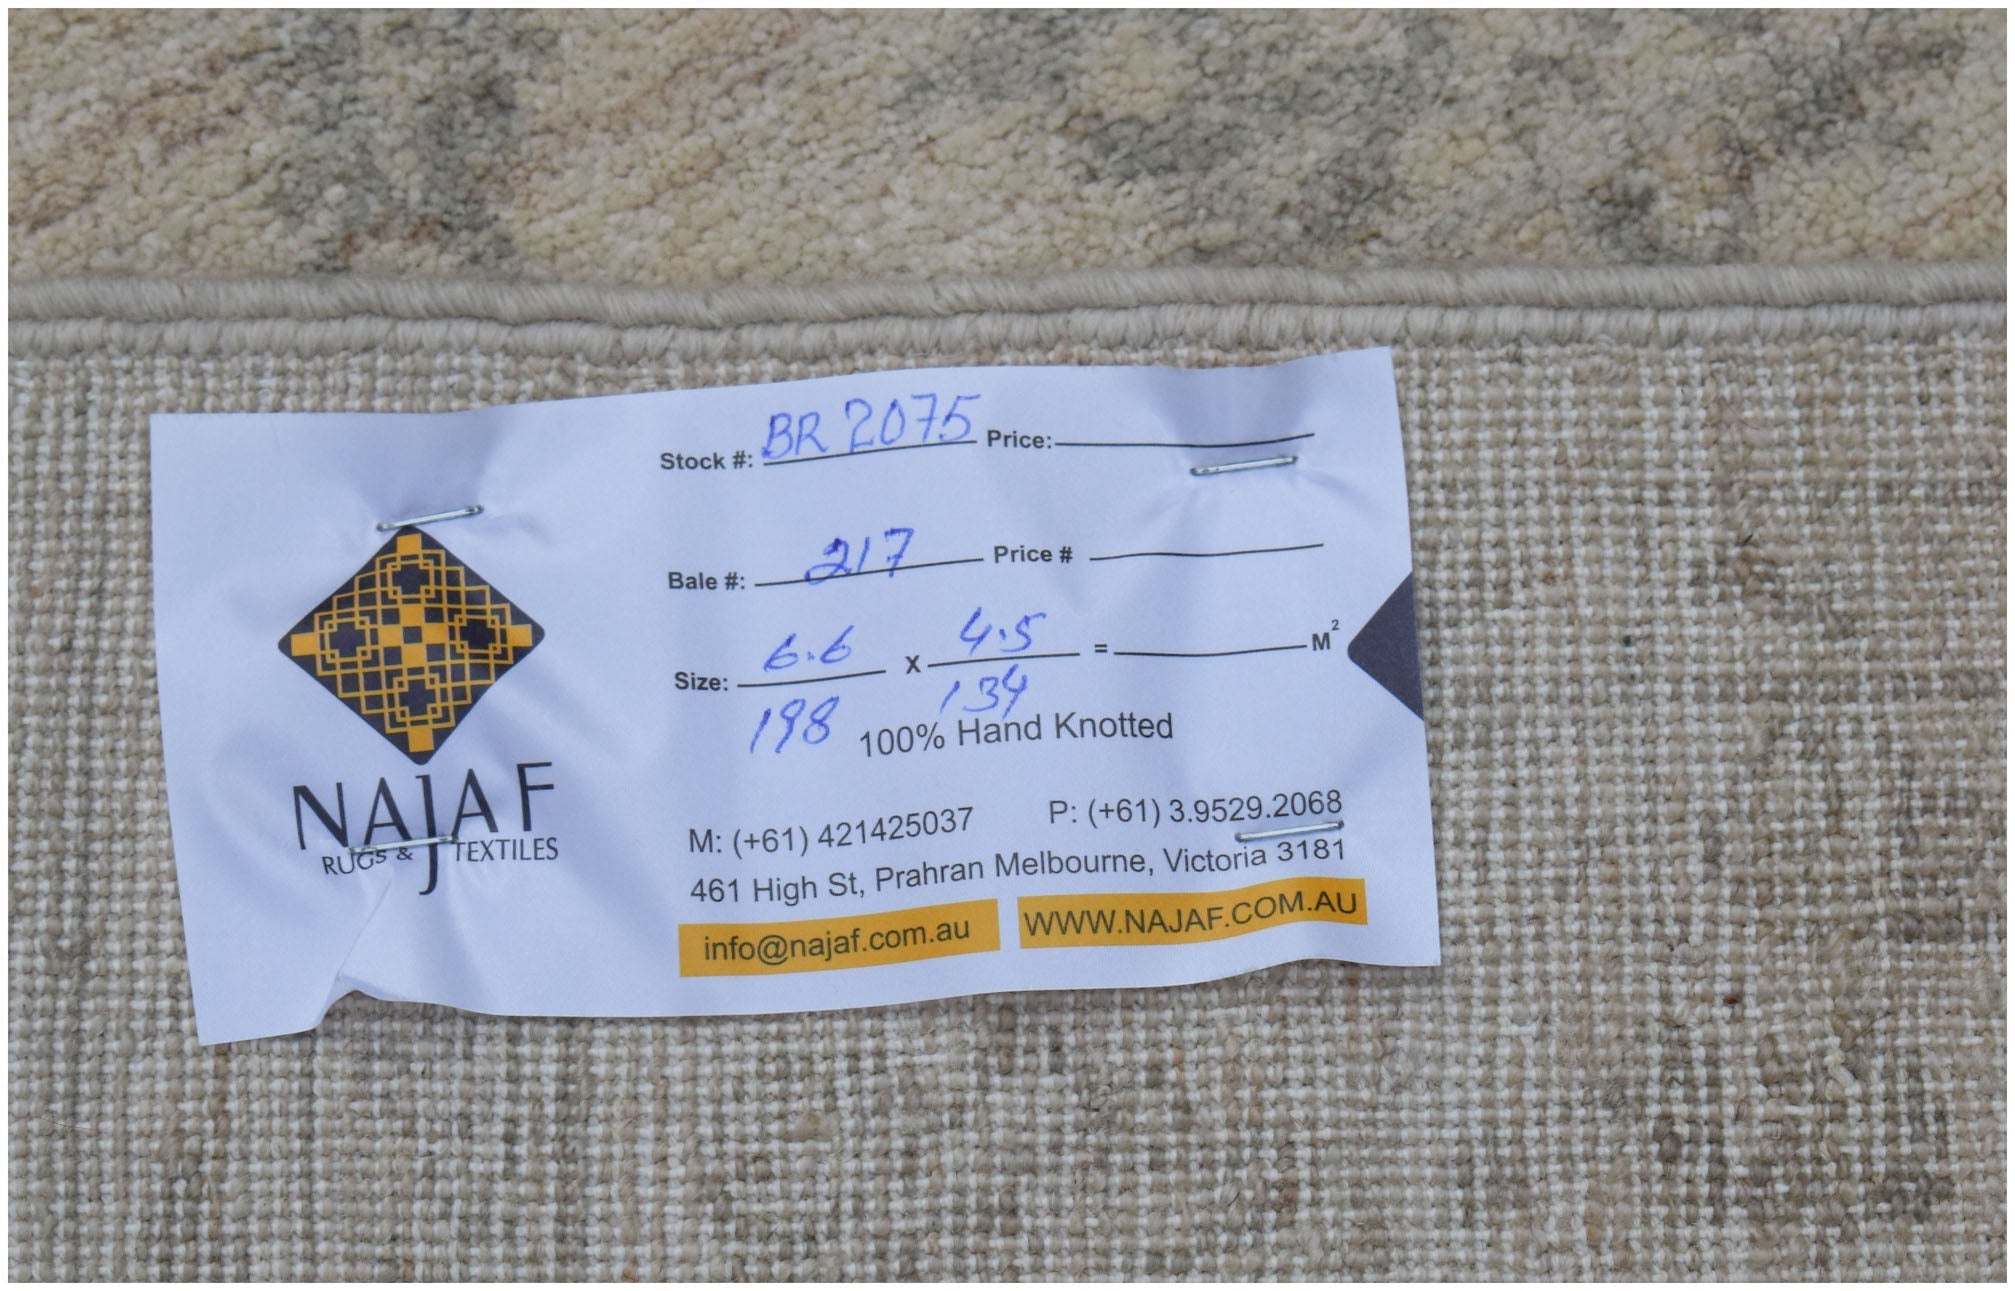 Stock #: BR 2075 Price:
Bale #: 217 Price #
Size: 6.6 X 4.5 = M²
198 134
100% Hand Knotted
NAJAF
RUGS & TEXTILES
M: (+61) 421425037 P: (+61) 3.9529.2068
461 High St, Prahran Melbourne, Victoria 3181
info@najaf.com.au WWW.NAJAF.COM.AU